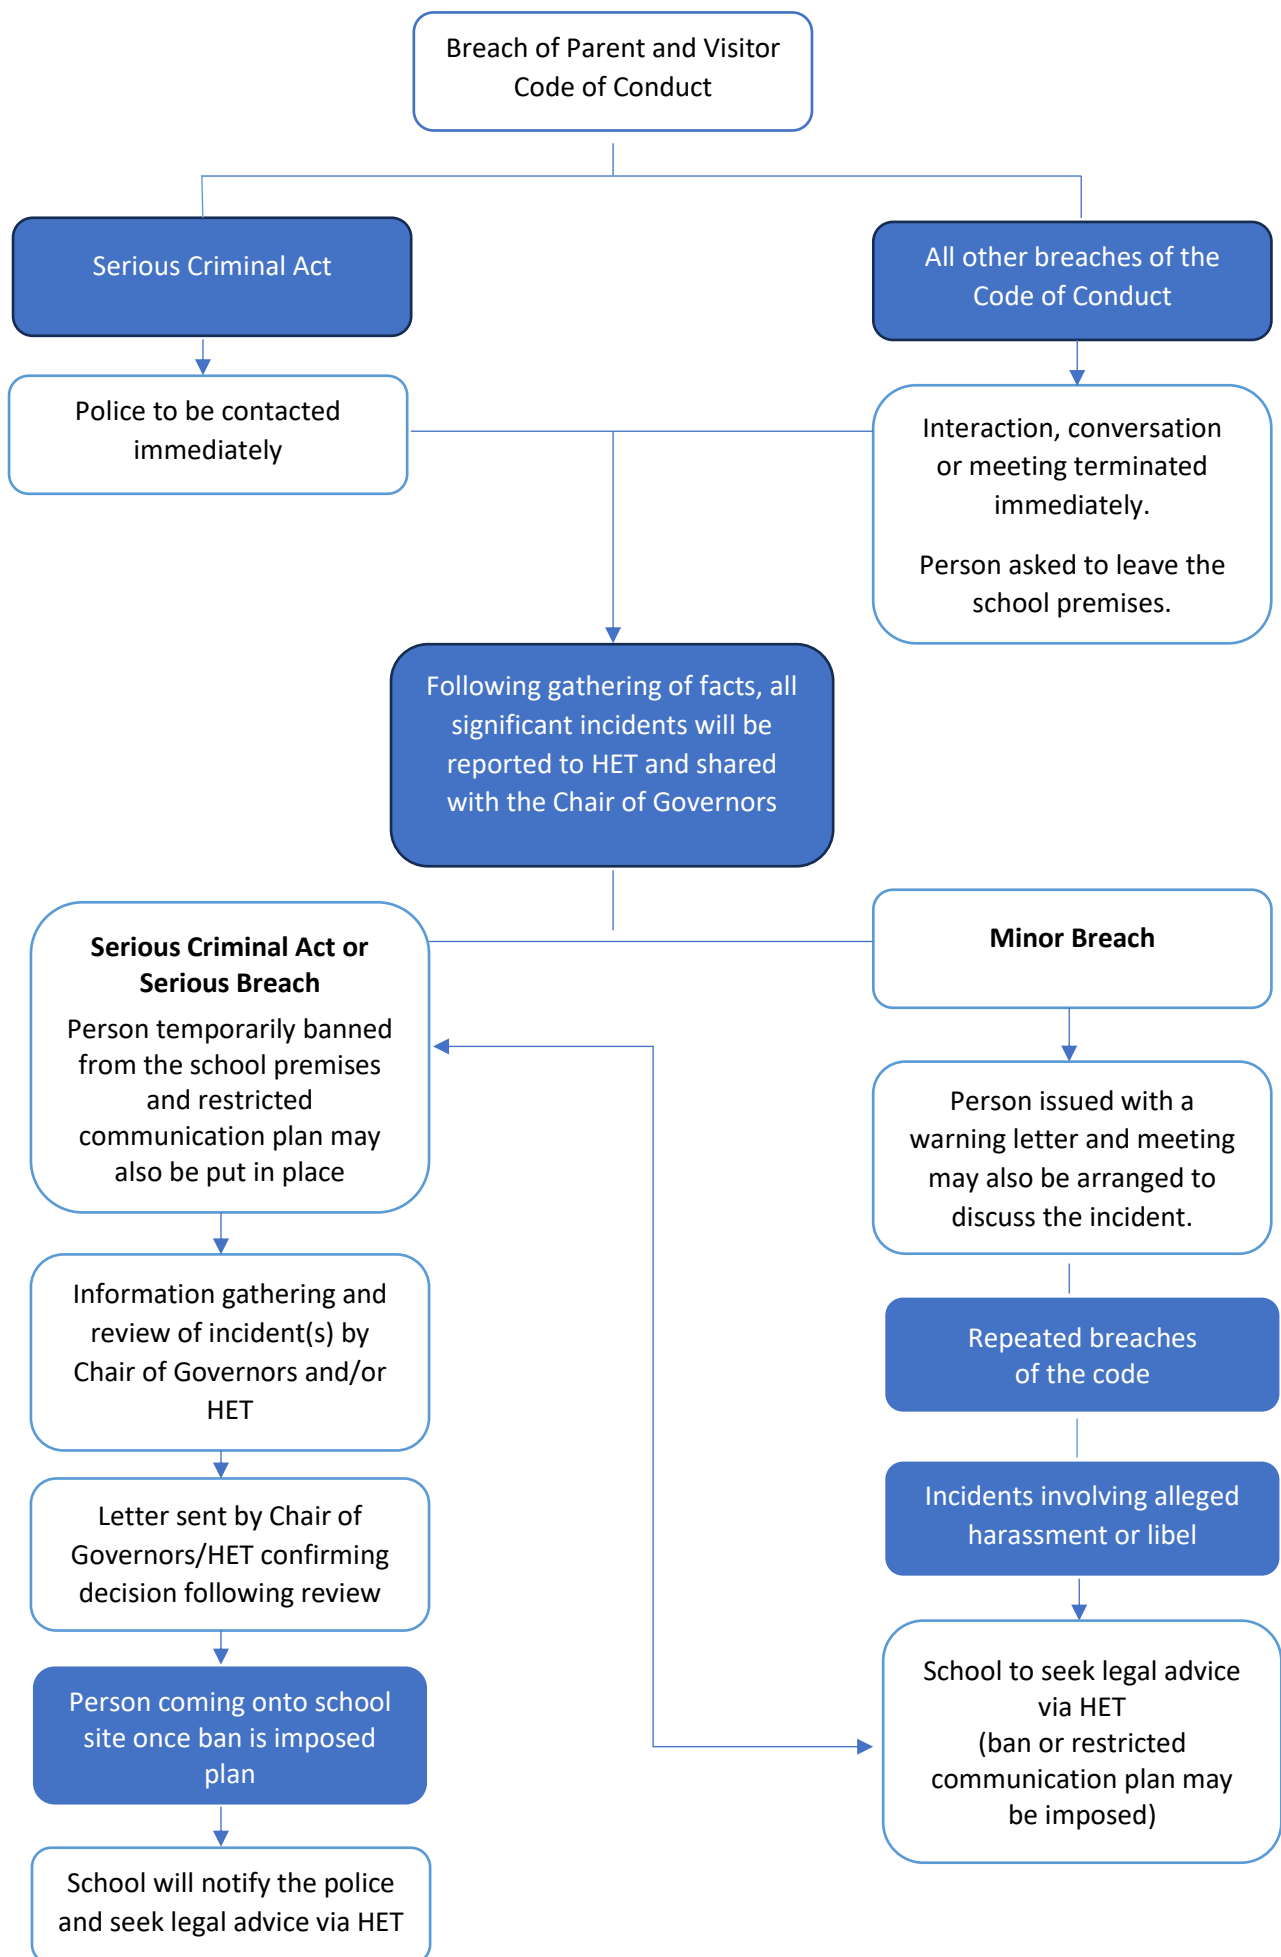 Breach of Parent and Visitor
Code of Conduct
Serious Criminal Act
All other breaches of the
Code of Conduct
Police to be contacted
immediately
Interaction, conversation
or meeting terminated
immediately.
Person asked to leave the
school premises.
Following gathering of facts, all
significant incidents will be
reported to HET and shared
with the Chair of Governors
Serious Criminal Act or
Serious Breach
Person temporarily banned
from the school premises
and restricted
communication plan may
also be put in place
Minor Breach
Person issued with a
warning letter and meeting
may also be arranged to
discuss the incident.
Information gathering and
review of incident(s) by
Chair of Governors and/or
HET
Repeated breaches
of the code
Letter sent by Chair of
Governors/HET confirming
decision following review
Incidents involving alleged
harassment or libel
Person coming onto school
site once ban is imposed
plan
School to seek legal advice
via HET
(ban or restricted
communication plan may
be imposed)
School will notify the police
and seek legal advice via HET